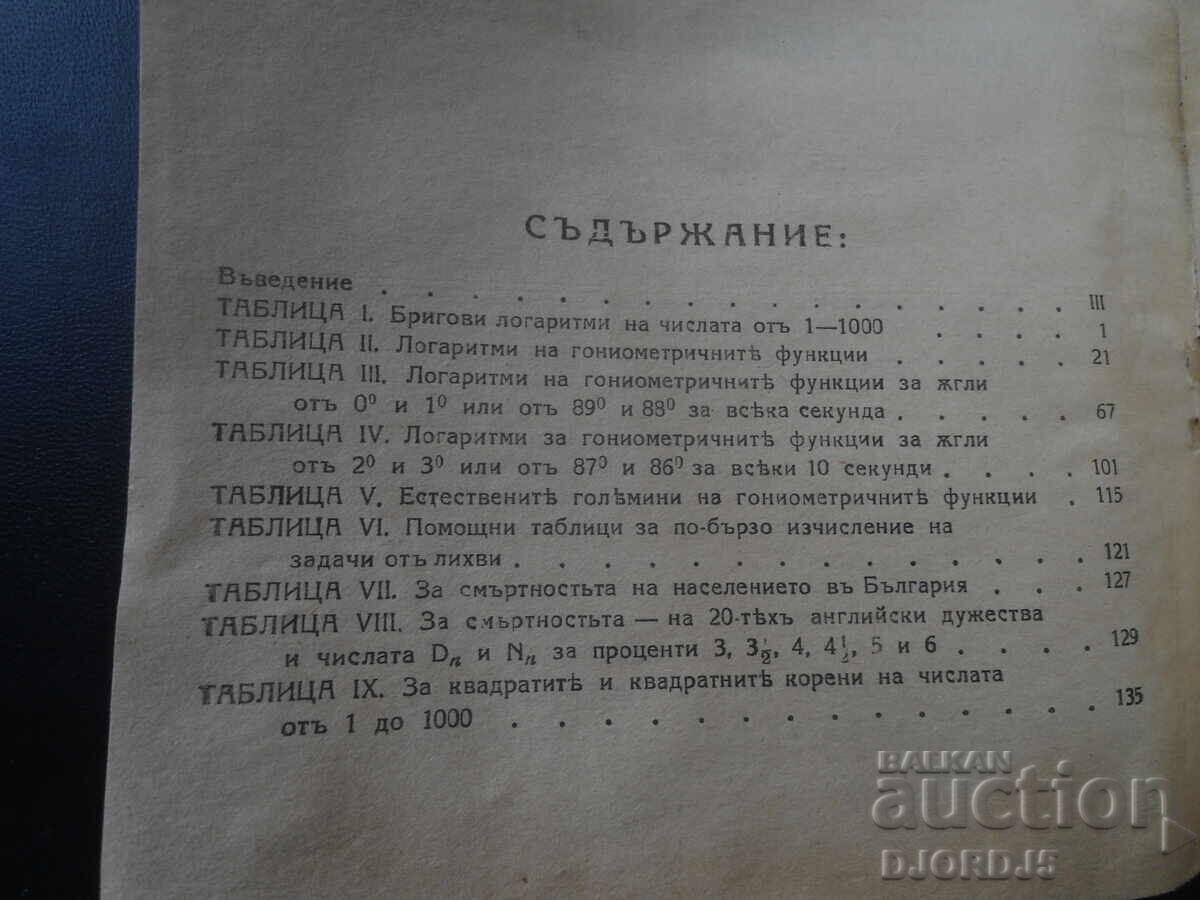 СЪДЪРЖАНИЕ:
Въведение . . . . . . . . . . . . . . . . III
ТАБЛИЦА I. Бригови логаритми на числата отъ 1—1000 . . . . 1
ТАБЛИЦА II. Логаритми на гониометричнитѣ функции . . . . . 21
ТАБЛИЦА III. Логаритми на гониометричнитѣ функции за ѫгли
отъ 0⁰ и 1⁰ или отъ 89⁰ и 88⁰ за всѣка секунда . . . . . 67
ТАБЛИЦА IV. Логаритми за гониометричнитѣ функции за ѫгли
отъ 2⁰ и 3⁰ или отъ 87⁰ и 86⁰ за всѣки 10 секунди . . . . 101
ТАБЛИЦА V. Естественитѣ голѣмини на гониометричнитѣ функции . 115
ТАБЛИЦА VI. Помощни таблици за по-бързо изчисление на
задачи отъ лихви . . . . . . . . . . . . . 121
ТАБЛИЦА VII. За смъртностьта на населението въ България . . . 127
ТАБЛИЦА VIII. За смъртностьта — на 20-тѣхъ английски дужества
и числата Dₙ и Nₙ за проценти 3, 3½, 4, 4½, 5 и 6 . . . . 129
ТАБЛИЦА IX. За квадратитѣ и квадратнитѣ корени на числата
отъ 1 до 1000 . . . . . . . . . . . . . . 135
BALKAN
auction
DJORDJ5